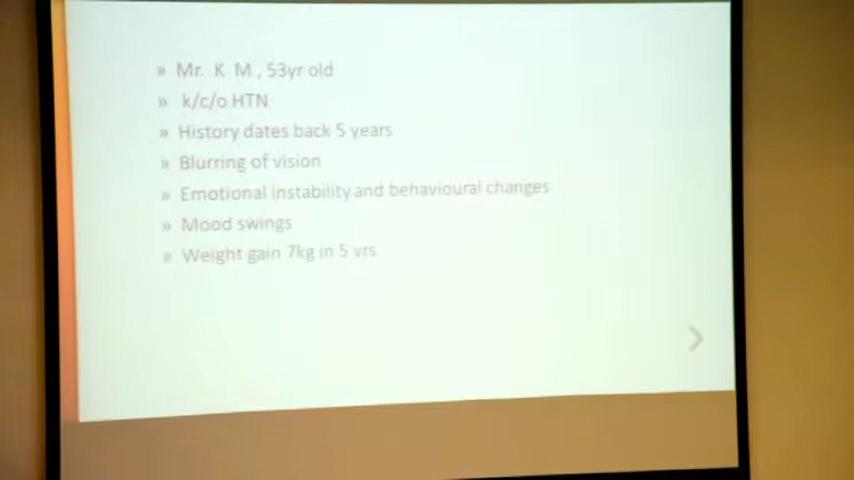 » Mr. K M , 53yr old
» k/c/o HTN
» History dates back 5 years
» Blurring of vision
» Emotional instability and behavioural changes
» Mood swings
» Weight gain 7kg in 5 yrs